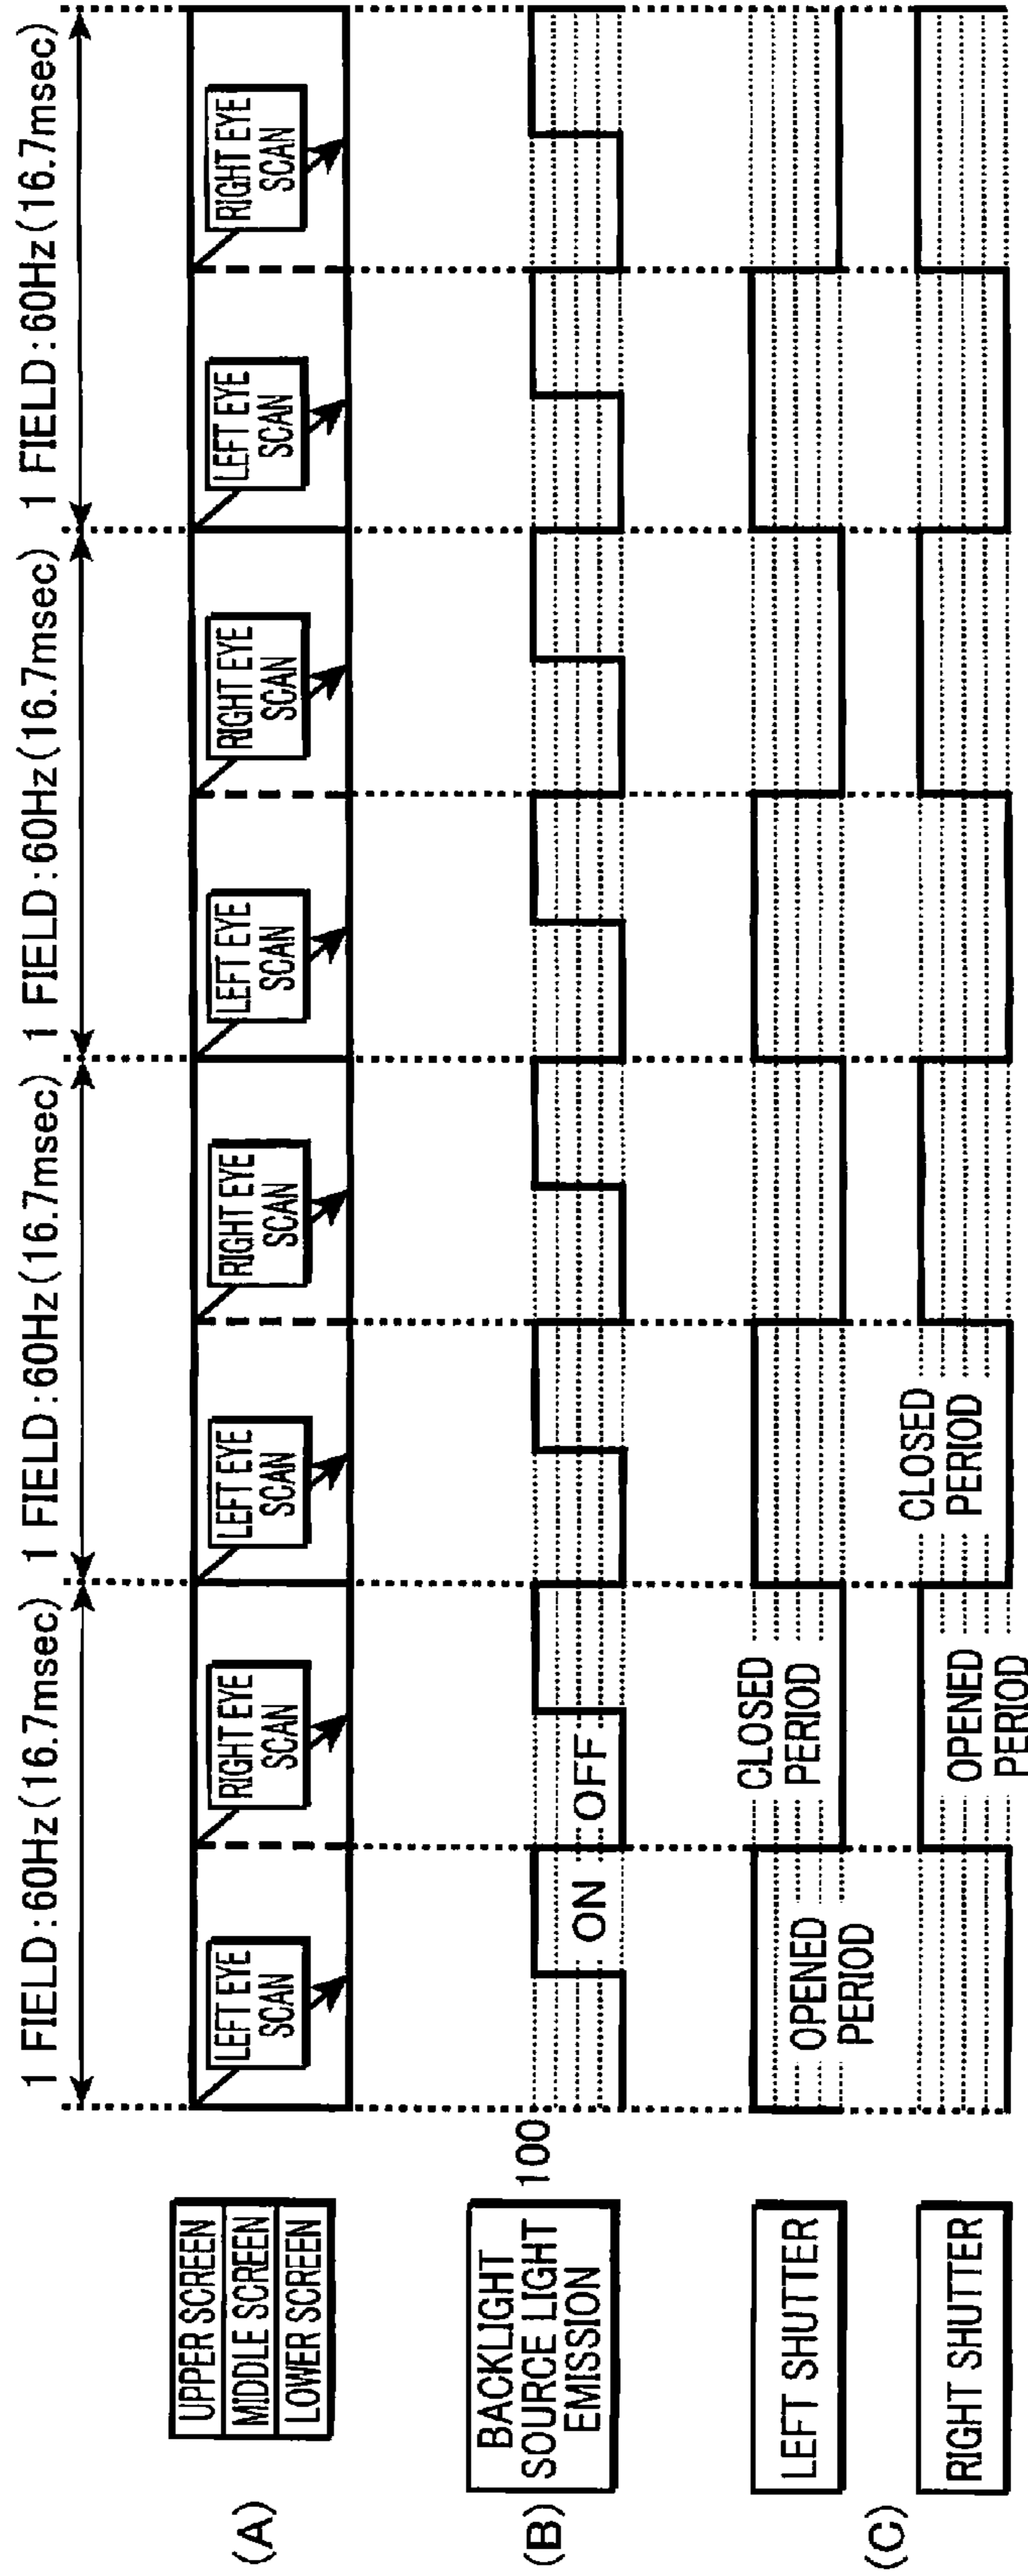 1 FIELD:60Hz(16.7msec) 1 FIELD:60Hz(16.7msec) 1 FIELD:60Hz(16.7msec) 1 FIELD:60Hz(16.7msec)
(A)
UPPER SCREEN
MIDDLE SCREEN
LOWER SCREEN
LEFT EYE
SCAN
RIGHT EYE
SCAN
LEFT EYE
SCAN
RIGHT EYE
SCAN
LEFT EYE
SCAN
RIGHT EYE
SCAN
LEFT EYE
SCAN
RIGHT EYE
SCAN
(B)
BACKLIGHT
SOURCE LIGHT
EMISSION
100
ON OFF
(C)
LEFT SHUTTER
OPENED
PERIOD
CLOSED
PERIOD
RIGHT SHUTTER
OPENED
PERIOD
CLOSED
PERIOD